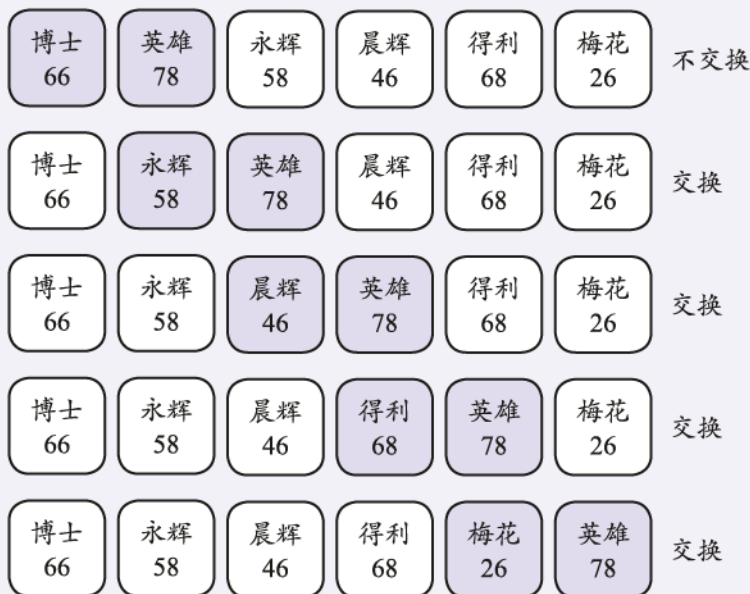 博士 英雄 永辉 晨辉 得利 梅花
66 78 58 46 68 26 不交换
博士 永辉 英雄 晨辉 得利 梅花
66 58 78 46 68 26 交换
博士 永辉 晨辉 英雄 得利 梅花
66 58 46 78 68 26 交换
博士 永辉 晨辉 得利 英雄 梅花
66 58 46 68 78 26 交换
博士 永辉 晨辉 得利 梅花 英雄
66 58 46 68 26 78 交换